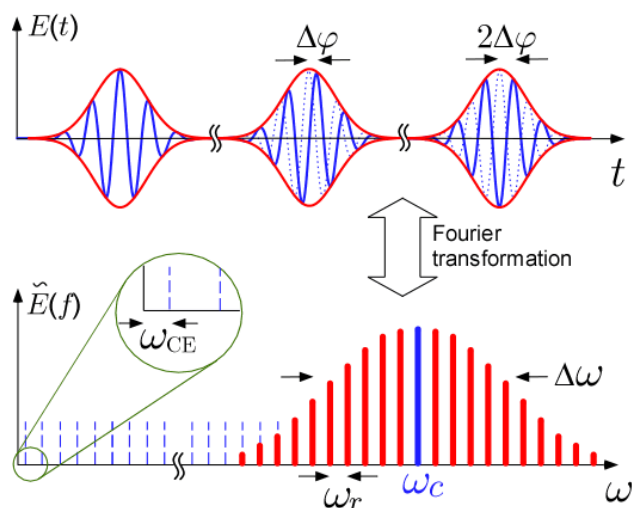 E(t)
Δφ
2Δφ
t
Fourier
transformation
Ẽ(f)
ω_CE
Δω
ω_r
ω_c
ω